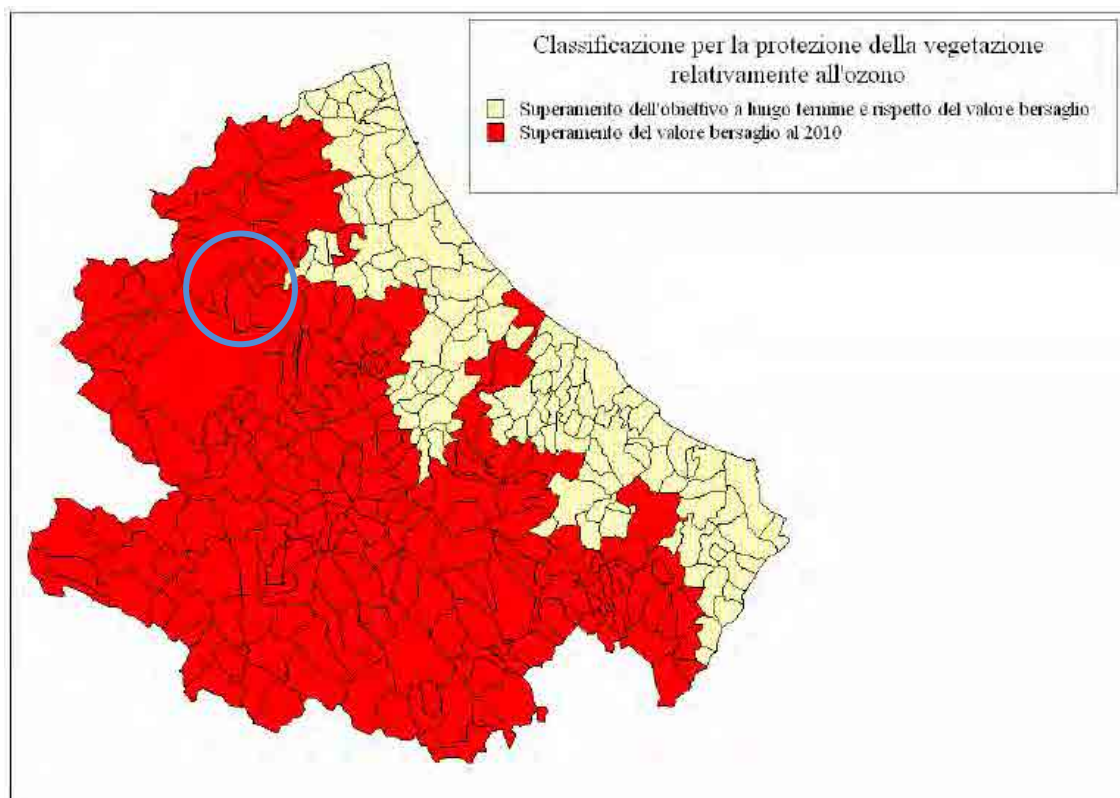 Classificazione per la protezione della vegetazione
relativamente all'ozono
Superamento dell'obiettivo a lungo termine e rispetto del valore bersaglio
Superamento del valore bersaglio al 2010